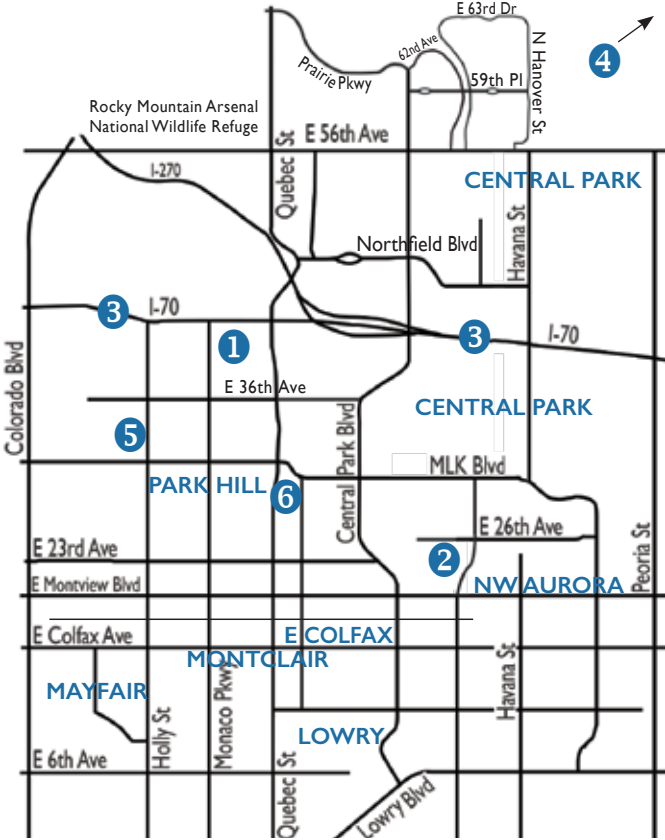 E 63rd Dr
4
62nd Ave
N Hanover St
Prairie Pkwy
59th Pl
Rocky Mountain Arsenal
National Wildlife Refuge
E 56th Ave
Quebec St
I-270
CENTRAL PARK
Havana St
Northfield Blvd
3
I-70
1
3
I-70
Colorado Blvd
E 36th Ave
CENTRAL PARK
Central Park Blvd
5
MLK Blvd
PARK HILL
6
E 26th Ave
Peoria St
E 23rd Ave
2
E Montview Blvd
NW AURORA
E Colfax Ave
E COLFAX
MONTCLAIR
Havana St
MAYFAIR
Holly St
Monaco Pkwy
LOWRY
E 6th Ave
Quebec St
Lowry Blvd